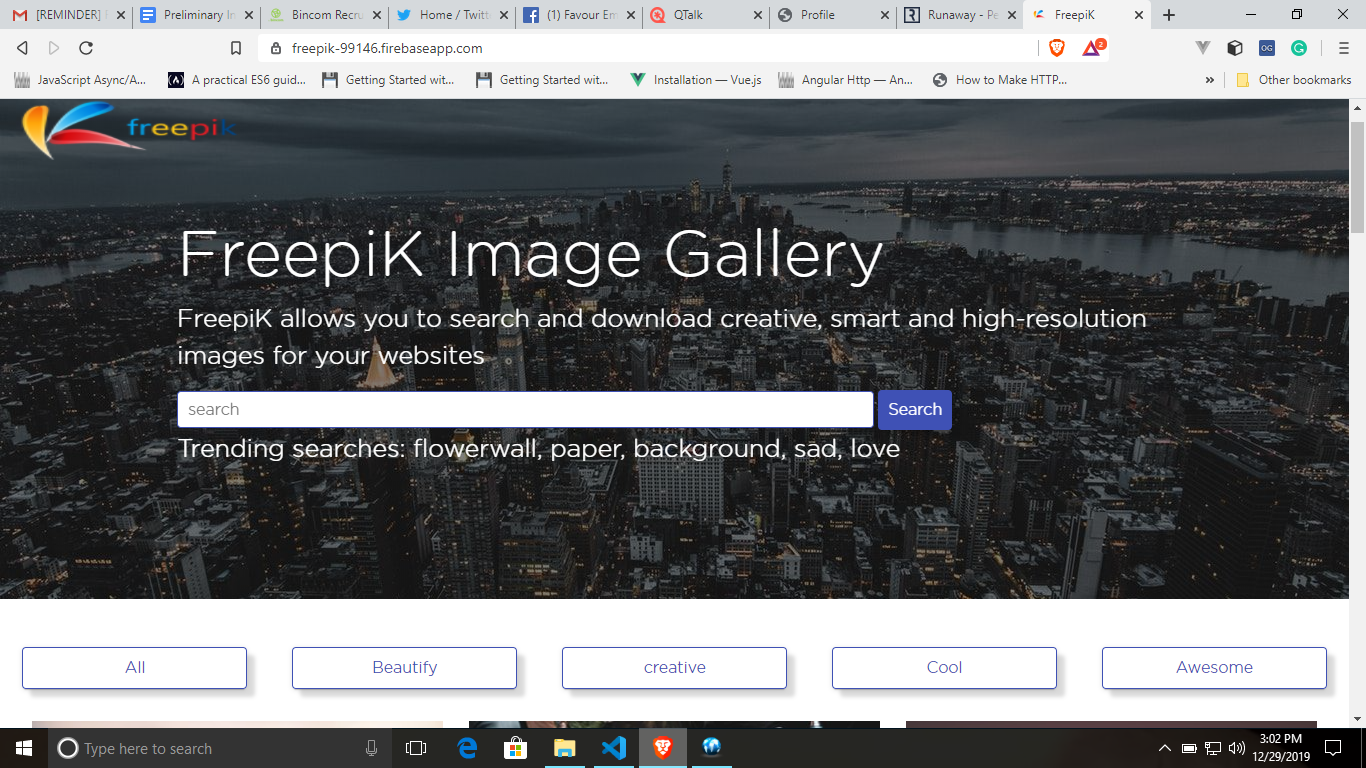 [REMINDER] F
Preliminary In
Bincom Recru
Home / Twitt
(1) Favour Em
QTalk
Profile
Runaway - Pe
FreepiK
freepik-99146.firebaseapp.com
2
OG
JavaScript Async/A...
A practical ES6 guid...
Getting Started wit...
Getting Started wit...
Installation — Vue.js
Angular Http — An...
How to Make HTTP...
»
Other bookmarks
freepik
FreepiK Image Gallery
FreepiK allows you to search and download creative, smart and high-resolution
images for your websites
search
Search
Trending searches: flowerwall, paper, background, sad, love
All
Beautify
creative
Cool
Awesome
Type here to search
3:02 PM
12/29/2019